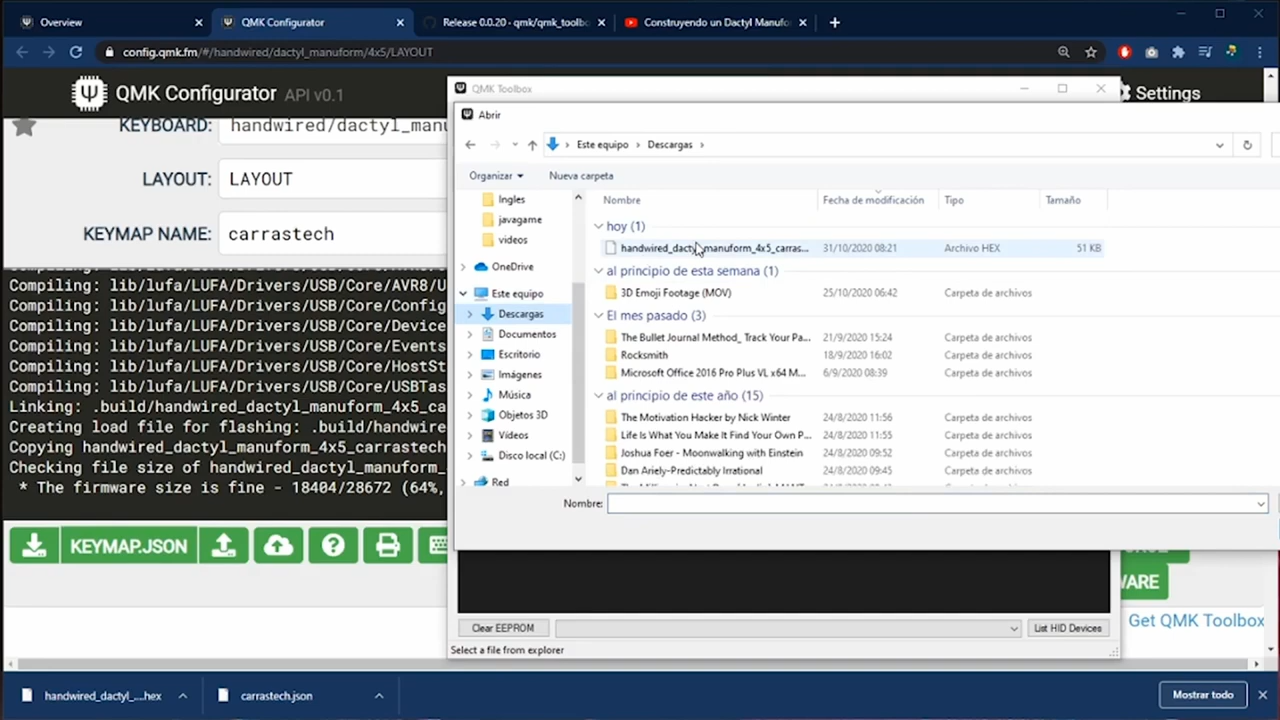 Overview
QMK Configurator
Release 0.0.20 - qmk/qmk_toolbo
Construyendo un Dactyl Manufo
config.qmk.fm/#/handwired/dactyl_manuform/4x5/LAYOUT
QMK Configurator API v0.1
Settings
KEYBOARD: handwired/dactyl_manu
LAYOUT: LAYOUT
KEYMAP NAME: carrastech
Compiling: lib/lufa/LUFA/Drivers/USB/Core/AVR8/U
Compiling: lib/lufa/LUFA/Drivers/USB/Core/Config
Compiling: lib/lufa/LUFA/Drivers/USB/Core/Device
Compiling: lib/lufa/LUFA/Drivers/USB/Core/Events
Compiling: lib/lufa/LUFA/Drivers/USB/Core/HostSt
Compiling: lib/lufa/LUFA/Drivers/USB/Core/USBTas
Linking: .build/handwired_dactyl_manuform_4x5_ca
Creating load file for flashing: .build/handwire
Copying handwired_dactyl_manuform_4x5_carrastech
Checking file size of handwired_dactyl_manuform_
* The firmware size is fine - 18404/28672 (64%,
KEYMAP.JSON
QMK Toolbox
Abrir
Este equipo > Descargas >
Organizar
Nueva carpeta
Ingles
javagame
videos
OneDrive
Este equipo
Descargas
Documentos
Escritorio
Imágenes
Música
Objetos 3D
Vídeos
Disco local (C:)
Red
Nombre Fecha de modificación Tipo Tamaño
hoy (1)
handwired_dactyl_manuform_4x5_carras... 31/10/2020 08:21 Archivo HEX 51 KB
al principio de esta semana (1)
3D Emoji Footage (MOV) 25/10/2020 06:42 Carpeta de archivos
El mes pasado (3)
The Bullet Journal Method_ Track Your Pa... 21/9/2020 15:24 Carpeta de archivos
Rocksmith 18/9/2020 16:02 Carpeta de archivos
Microsoft Office 2016 Pro Plus VL x64 M... 6/9/2020 08:39 Carpeta de archivos
al principio de este año (15)
The Motivation Hacker by Nick Winter 24/8/2020 11:56 Carpeta de archivos
Life Is What You Make It Find Your Own P... 24/8/2020 11:55 Carpeta de archivos
Joshua Foer - Moonwalking with Einstein 24/8/2020 09:52 Carpeta de archivos
Dan Ariely-Predictably Irrational 24/8/2020 09:45 Carpeta de archivos
Nombre:
WARE
Clear EEPROM
List HID Devices
Get QMK Toolbox
Select a file from explorer
handwired_dactyl_....hex
carrastech.json
Mostrar todo